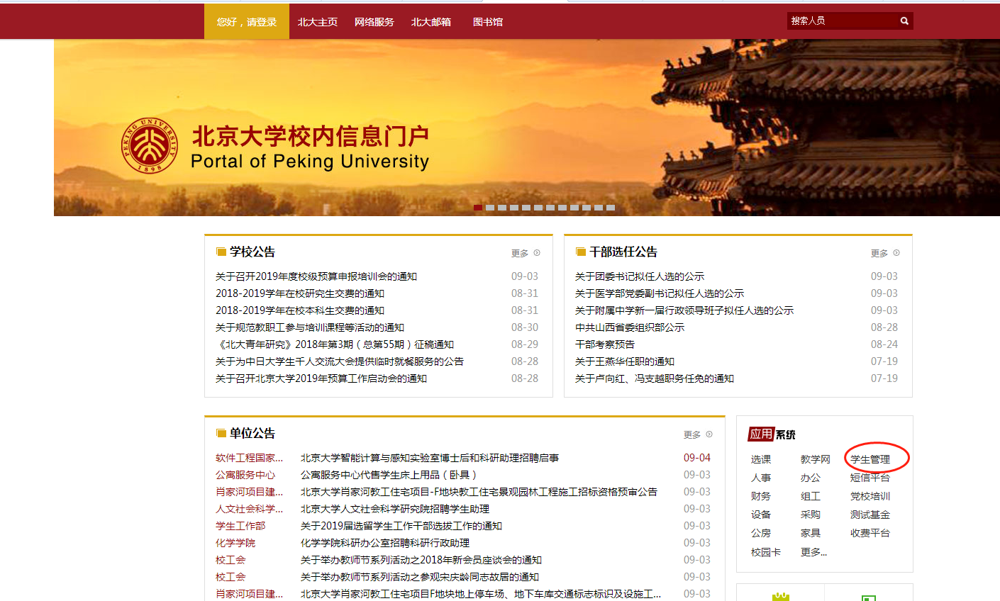 您好，请登录 北大主页 网络服务 北大邮箱 图书馆 搜索人员
PEKING UNIVERSITY 1898
北京大学校内信息门户
Portal of Peking University
学校公告 更多
关于召开2019年度校级预算申报培训会的通知 09-03
2018-2019学年在校研究生交费的通知 08-31
2018-2019学年在校本科生交费的通知 08-31
关于规范教职工参与培训课程等活动的通知 08-30
《北大青年研究》2018年第3期（总第55期）征稿通知 08-29
关于为中日大学生千人交流大会提供临时就餐服务的公告 08-28
关于召开北京大学2019年预算工作启动会的通知 08-28
干部选任公告 更多
关于团委书记拟任人选的公示 09-03
关于医学部党委副书记拟任人选的公示 09-03
关于附属中学新一届行政领导班子拟任人选的公示 09-03
中共山西省委组织部公示 08-28
干部考察预告 08-24
关于王燕华任职的通知 07-19
关于卢向红、冯支越职务任免的通知 07-19
单位公告 更多
软件工程国家... 北京大学智能计算与感知实验室博士后和科研助理招聘启事 09-04
公寓服务中心 公寓服务中心代售学生床上用品（卧具） 09-03
肖家河项目建... 北京大学肖家河教工住宅项目-F地块教工住宅景观园林工程施工招标资格预审公告 09-03
人文社会科学... 北京大学人文社会科学研究院招聘学生助理 09-03
学生工作部 关于2019届选留学生工作干部选拔工作的通知 09-03
化学学院 化学学院科研办公室招聘科研行政助理 09-03
校工会 关于举办教师节系列活动之2018年新会员座谈会的通知 09-03
校工会 关于举办教师节系列活动之参观宋庆龄同志故居的通知 09-03
肖家河项目建... 北京大学肖家河教工住宅项目F地块地上停车场、地下车库交通标志标识及设施工... 09-03
应用系统
选课 教学网 学生管理
人事 办公 短信平台
财务 组工 党校培训
设备 采购 测试基金
公房 家具 收费平台
校园卡 更多...